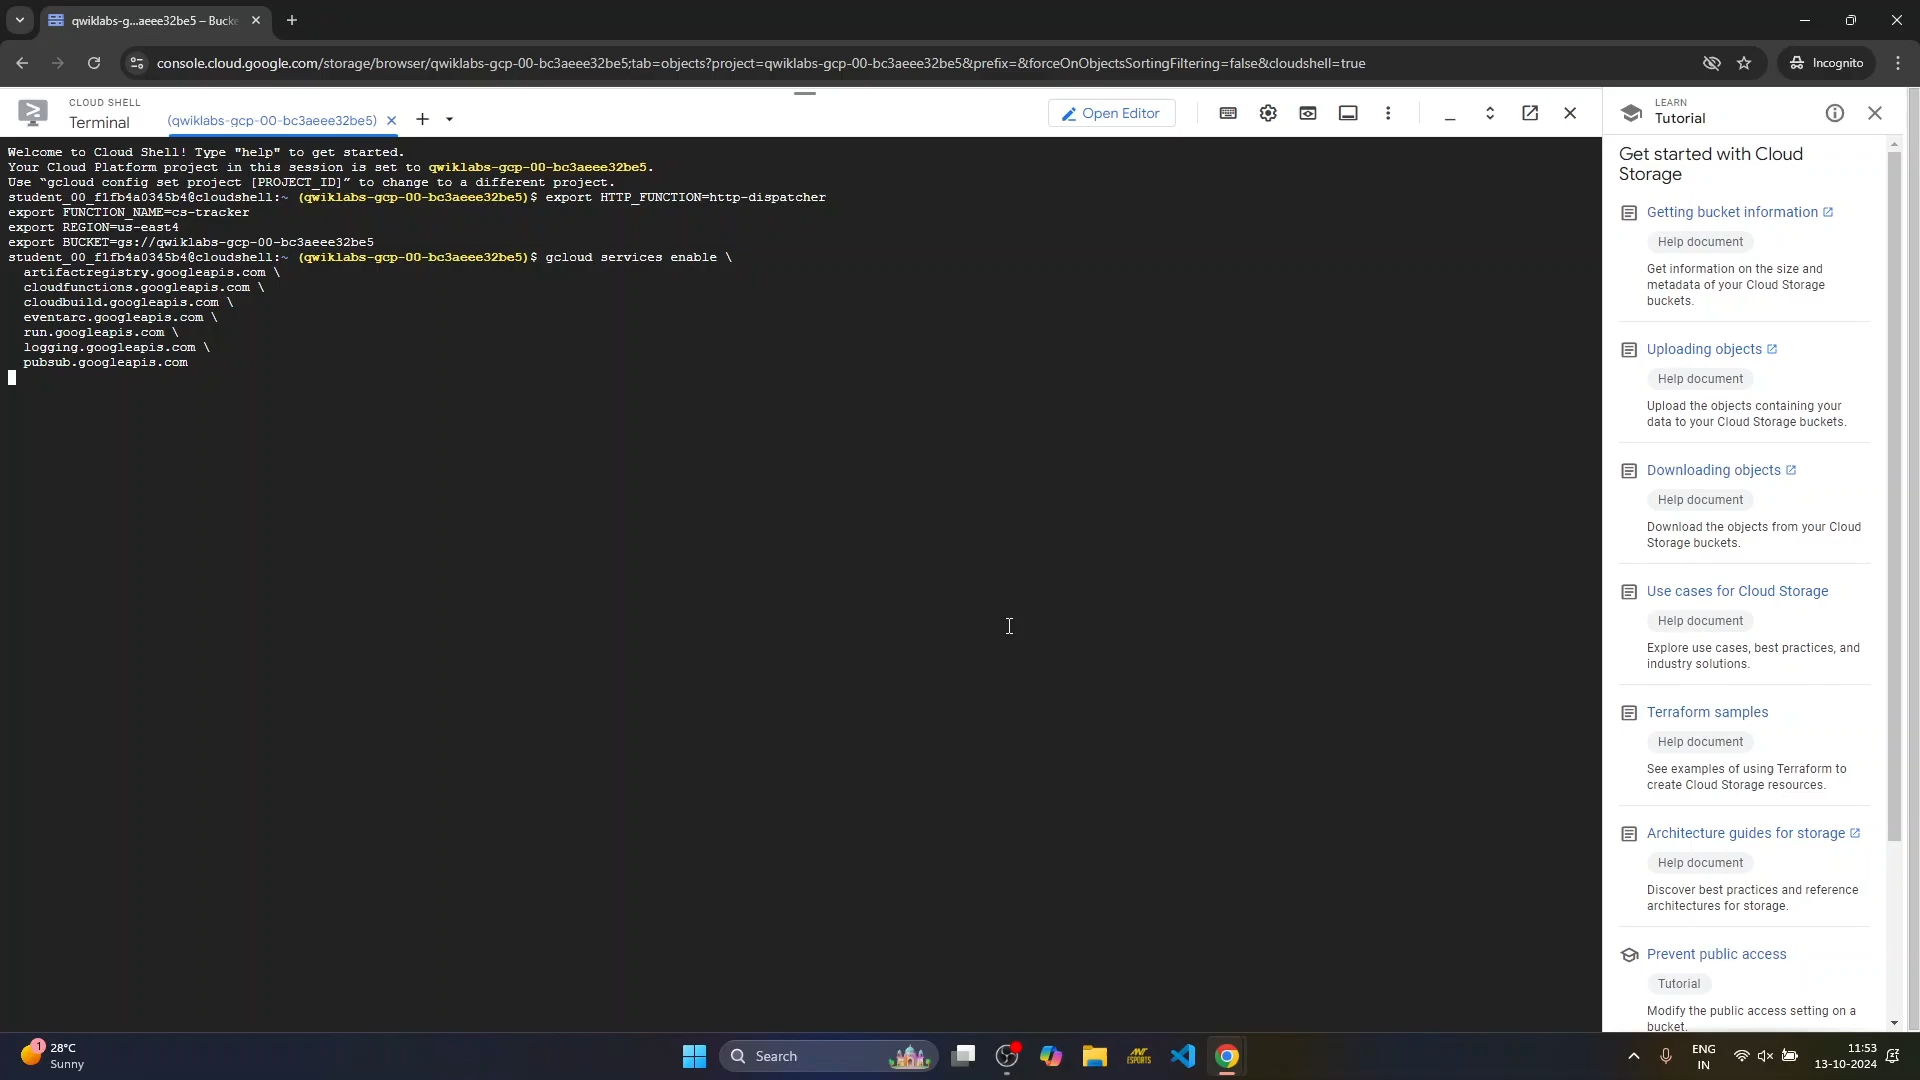 qwiklabs-g...aeee32be5 – Bucke
console.cloud.google.com/storage/browser/qwiklabs-gcp-00-bc3aeee32be5;tab=objects?project=qwiklabs-gcp-00-bc3aeee32be5&prefix=&forceOnObjectsSortingFiltering=false&cloudshell=true
Incognito
CLOUD SHELL
Terminal
(qwiklabs-gcp-00-bc3aeee32be5)
Open Editor
Welcome to Cloud Shell! Type "help" to get started.
Your Cloud Platform project in this session is set to qwiklabs-gcp-00-bc3aeee32be5.
Use “gcloud config set project [PROJECT_ID]” to change to a different project.
student_00_f1fb4a0345b4@cloudshell:~ (qwiklabs-gcp-00-bc3aeee32be5)$ export HTTP_FUNCTION=http-dispatcher
export FUNCTION_NAME=cs-tracker
export REGION=us-east4
export BUCKET=gs://qwiklabs-gcp-00-bc3aeee32be5
student_00_f1fb4a0345b4@cloudshell:~ (qwiklabs-gcp-00-bc3aeee32be5)$ gcloud services enable \
artifactregistry.googleapis.com \
cloudfunctions.googleapis.com \
cloudbuild.googleapis.com \
eventarc.googleapis.com \
run.googleapis.com \
logging.googleapis.com \
pubsub.googleapis.com
LEARN
Tutorial
Get started with Cloud
Storage
Getting bucket information
Help document
Get information on the size and
metadata of your Cloud Storage
buckets.
Uploading objects
Help document
Upload the objects containing your
data to your Cloud Storage buckets.
Downloading objects
Help document
Download the objects from your Cloud
Storage buckets.
Use cases for Cloud Storage
Help document
Explore use cases, best practices, and
industry solutions.
Terraform samples
Help document
See examples of using Terraform to
create Cloud Storage resources.
Architecture guides for storage
Help document
Discover best practices and reference
architectures for storage.
Prevent public access
Tutorial
Modify the public access setting on a
bucket.
1
28°C
Sunny
Search
ANT
ESPORTS
ENG
IN
11:53
13-10-2024